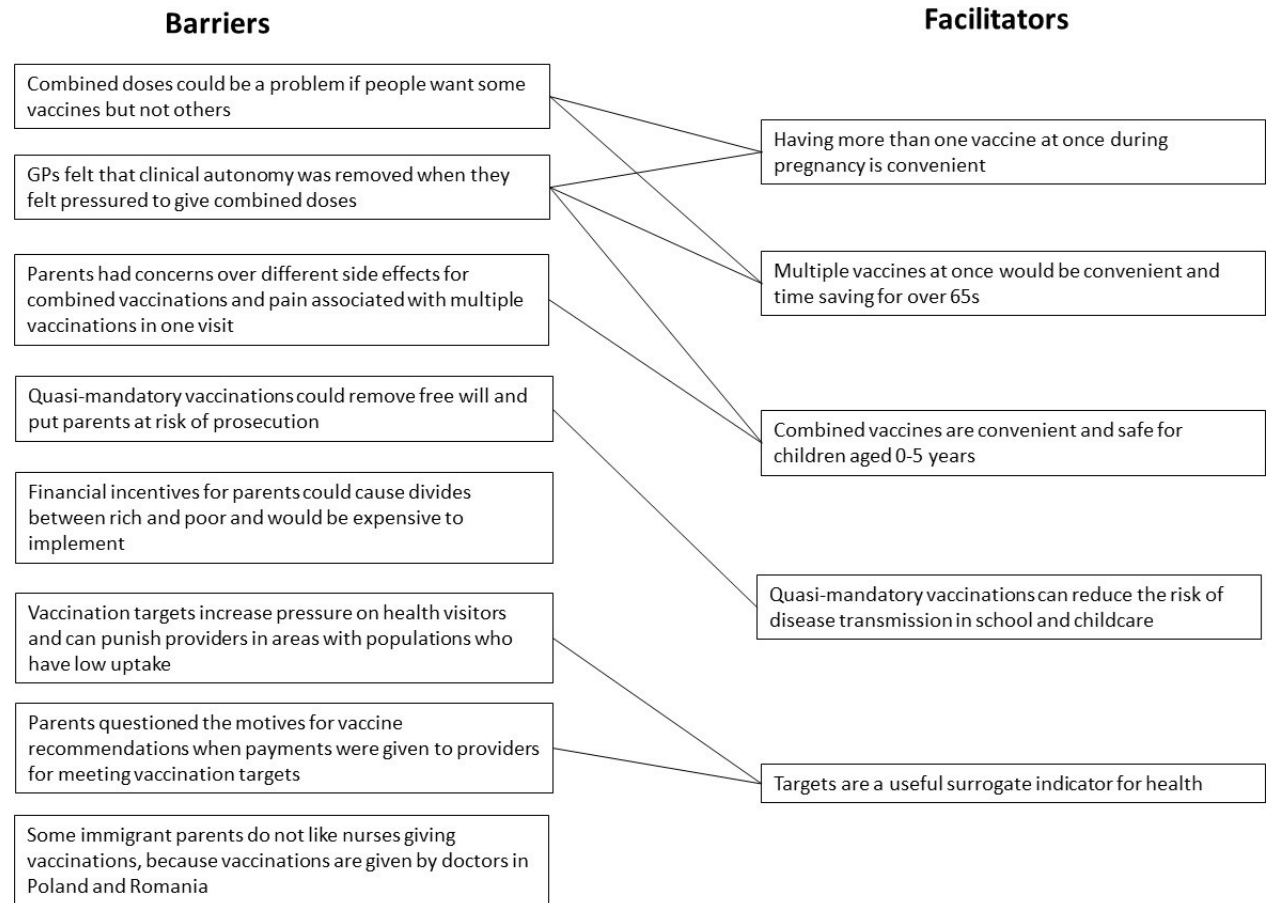 Barriers
Combined doses could be a problem if people want some
vaccines but not others
GPs felt that clinical autonomy was removed when they
felt pressured to give combined doses
Parents had concerns over different side effects for
combined vaccinations and pain associated with multiple
vaccinations in one visit
Quasi-mandatory vaccinations could remove free will and
put parents at risk of prosecution
Financial incentives for parents could cause divides
between rich and poor and would be expensive to
implement
Vaccination targets increase pressure on health visitors
and can punish providers in areas with populations who
have low uptake
Parents questioned the motives for vaccine
recommendations when payments were given to providers
for meeting vaccination targets
Some immigrant parents do not like nurses giving
vaccinations, because vaccinations are given by doctors in
Poland and Romania
Facilitators
Having more than one vaccine at once during
pregnancy is convenient
Multiple vaccines at once would be convenient and
time saving for over 65s
Combined vaccines are convenient and safe for
children aged 0-5 years
Quasi-mandatory vaccinations can reduce the risk of
disease transmission in school and childcare
Targets are a useful surrogate indicator for health